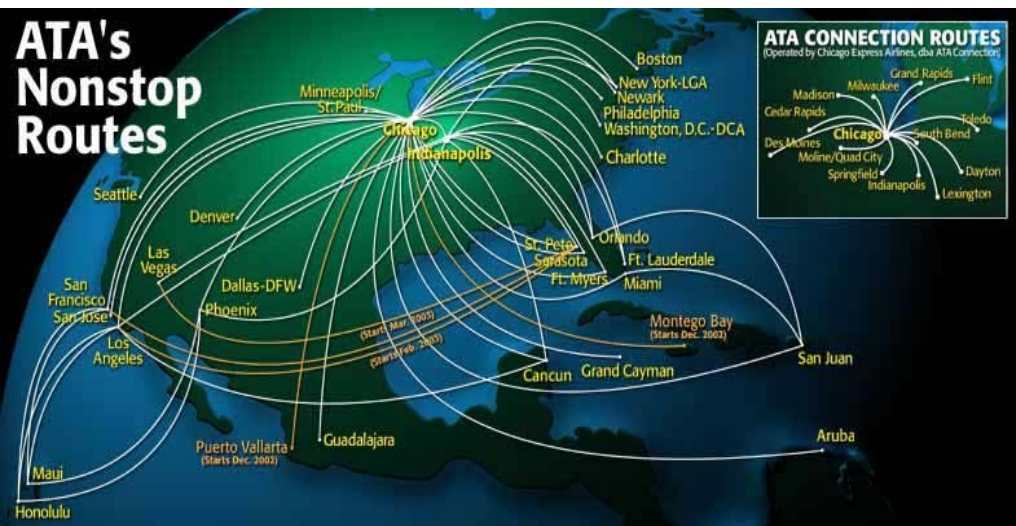 ATA's
Nonstop
Routes
Minneapolis/
St. Paul
Chicago
Indianapolis
Boston
New York-LGA
Newark
Philadelphia
Washington, D.C.-DCA
Charlotte
Seattle
Denver
Las
Vegas
San
Francisco
San Jose
Los
Angeles
Dallas-DFW
Phoenix
St. Pete
Sarasota
Ft. Myers
Orlando
Ft. Lauderdale
Miami
(Starts Mar. 2003)
(Starts Feb. 2003)
Montego Bay
(Starts Dec. 2002)
San Juan
Cancun
Grand Cayman
Puerto Vallarta
(Starts Dec. 2002)
Guadalajara
Aruba
Maui
Honolulu
ATA CONNECTION ROUTES
(Operated by Chicago Express Airlines, dba ATA Connection)
Grand Rapids
Flint
Milwaukee
Madison
Cedar Rapids
Toledo
Chicago
South Bend
Des Moines
Moline/Quad City
Springfield
Indianapolis
Dayton
Lexington